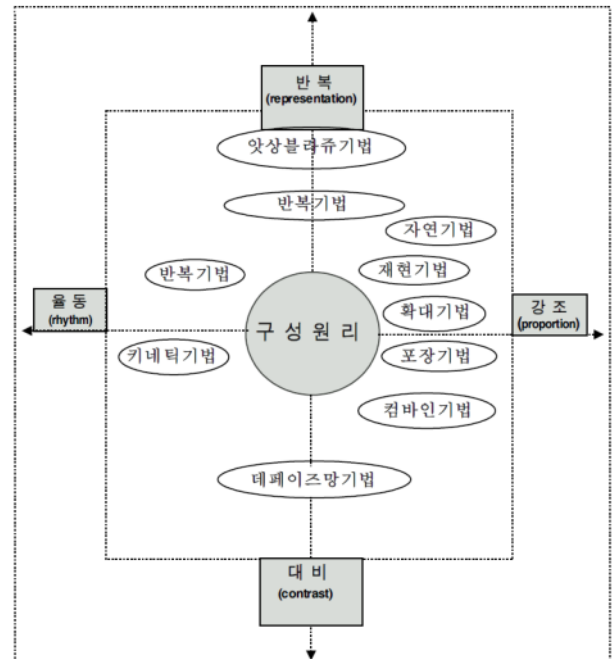 반 복
(representation)
앗상블라쥬기법
반복기법
자연기법
반복기법
재현기법
율 동
(rhythm)
확대기법
강 조
(proportion)
구 성 원 리
키네틱기법
포장기법
컴바인기법
데페이즈망기법
대 비
(contrast)